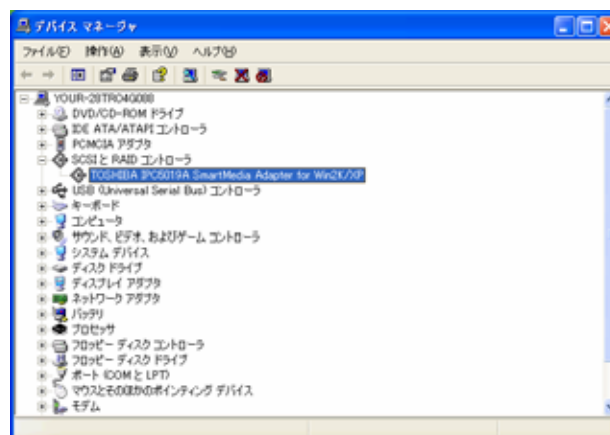 デバイス マネージャ
ファイル(F) 操作(A) 表示(V) ヘルプ(H)
YOUR-28TRO4G088
DVD/CD-ROM ドライブ
IDE ATA/ATAPI コントローラ
PCMCIA アダプタ
SCSI と RAID コントローラ
TOSHIBA IPC5019A SmartMedia Adapter for Win2K/XP
USB (Universal Serial Bus) コントローラ
キーボード
コンピュータ
サウンド、ビデオ、およびゲーム コントローラ
システム デバイス
ディスク ドライブ
ディスプレイ アダプタ
ネットワーク アダプタ
バッテリ
プロセッサ
フロッピー ディスク コントローラ
フロッピー ディスク ドライブ
ポート (COM と LPT)
マウスとそのほかのポインティング デバイス
モデム